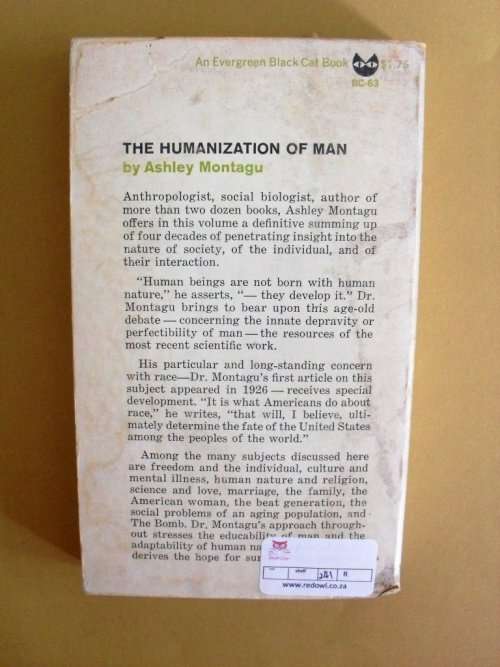 An Evergreen Black Cat Book $1.75
BC-63
THE HUMANIZATION OF MAN
by Ashley Montagu
Anthropologist, social biologist, author of
more than two dozen books, Ashley Montagu
offers in this volume a definitive summing up
of four decades of penetrating insight into the
nature of society, of the individual, and of
their interaction.
"Human beings are not born with human
nature," he asserts, "— they develop it." Dr.
Montagu brings to bear upon this age-old
debate — concerning the innate depravity or
perfectibility of man — the resources of the
most recent scientific work.
His particular and long-standing concern
with race—Dr. Montagu's first article on this
subject appeared in 1926 — receives special
development. "It is what Americans do about
race," he writes, "that will, I believe, ulti-
mately determine the fate of the United States
among the peoples of the world."
Among the many subjects discussed here
are freedom and the individual, culture and
mental illness, human nature and religion,
science and love, marriage, the family, the
American woman, the beat generation, the
social problems of an aging population, and
The Bomb. Dr. Montagu's approach through-
out stresses the educability of man and the
adaptability of human na
derives the hope for sur
shelf
www.redowl.co.za